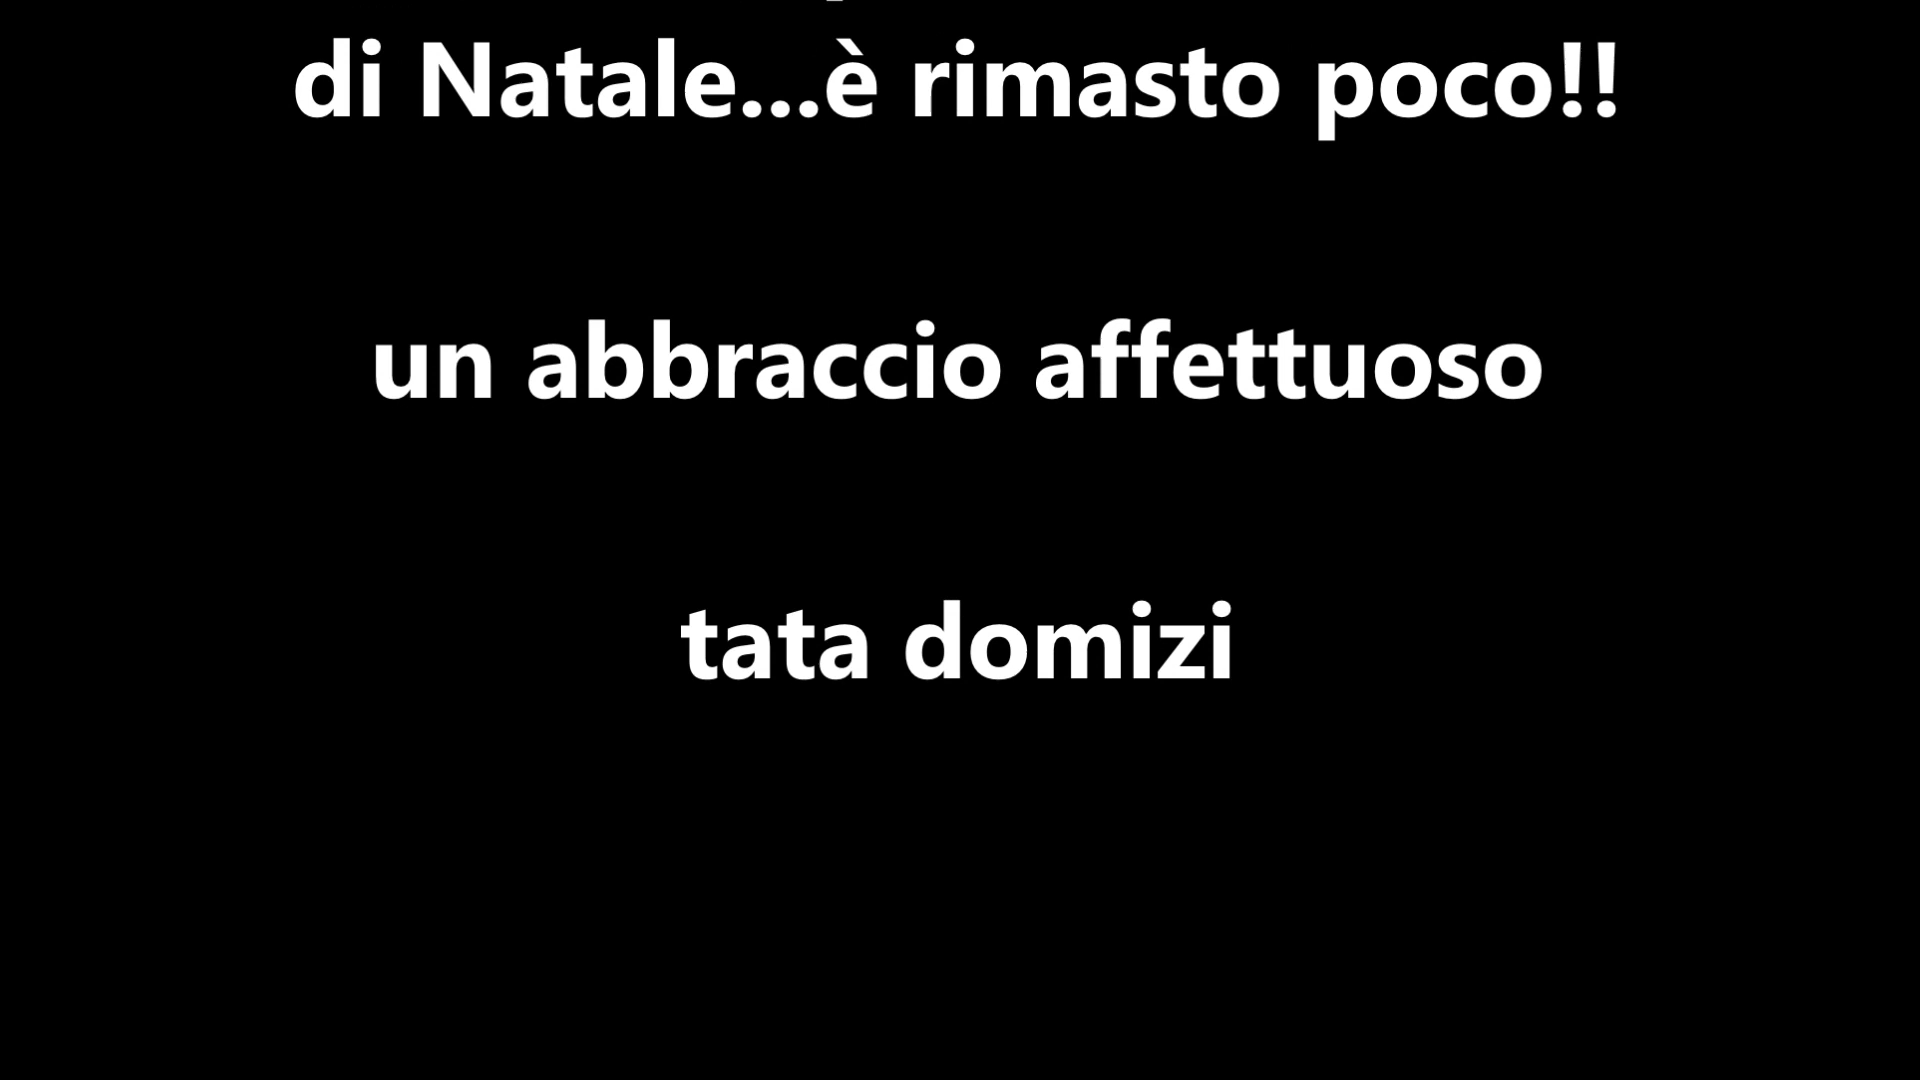 di Natale...è rimasto poco!!
un abbraccio affettuoso
tata domizi